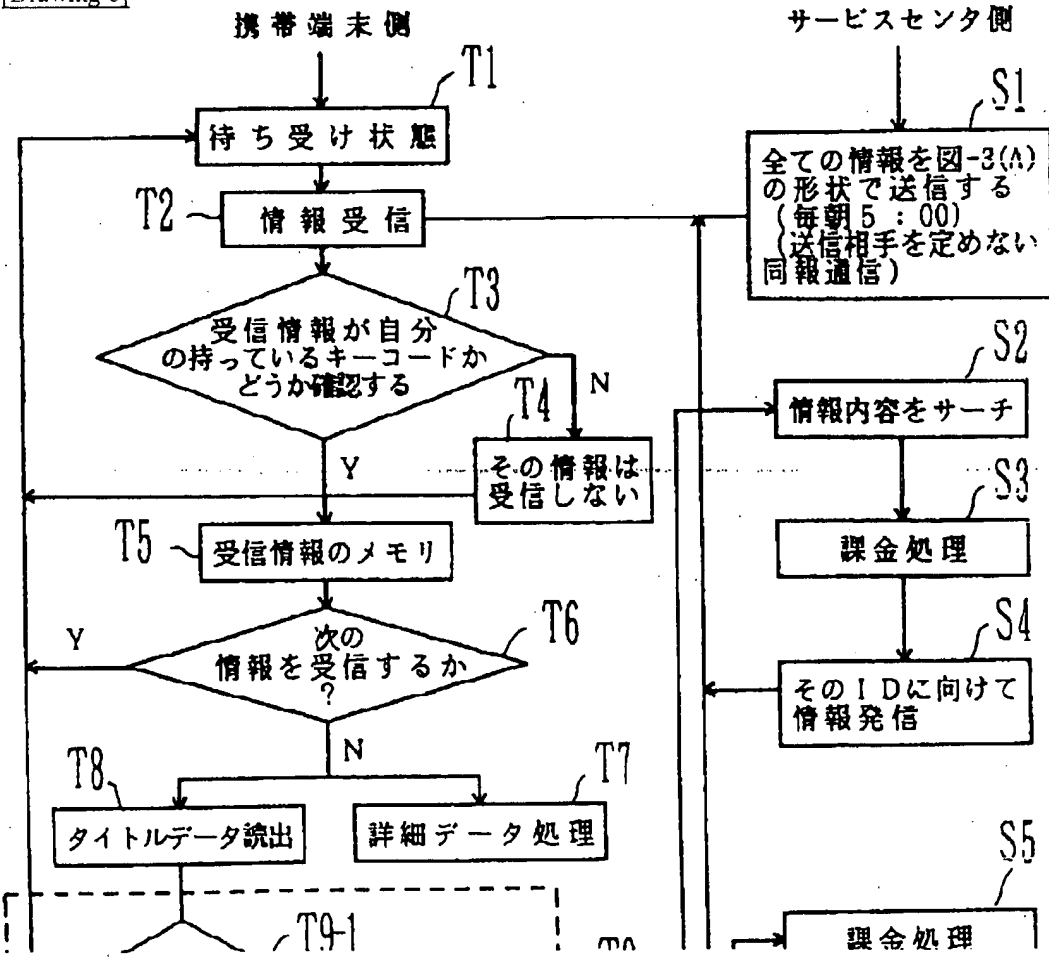 携帯端末側
T1
待ち受け状態
T2
情報受信
T3
受信情報が自分
の持っているキーコードか
どうか確認する
N
T4
その情報は
受信しない
Y
T5
受信情報のメモリ
T6
次の
情報を受信するか
?
Y
N
T8
タイトルデータ読出
T7
詳細データ処理
T9-1
サービスセンタ側
S1
全ての情報を図-3(A)
の形状で送信する
(毎朝5:00)
(送信相手を定めない
同報通信)
S2
情報内容をサーチ
S3
課金処理
S4
そのIDに向けて
情報発信
S5
課金処理